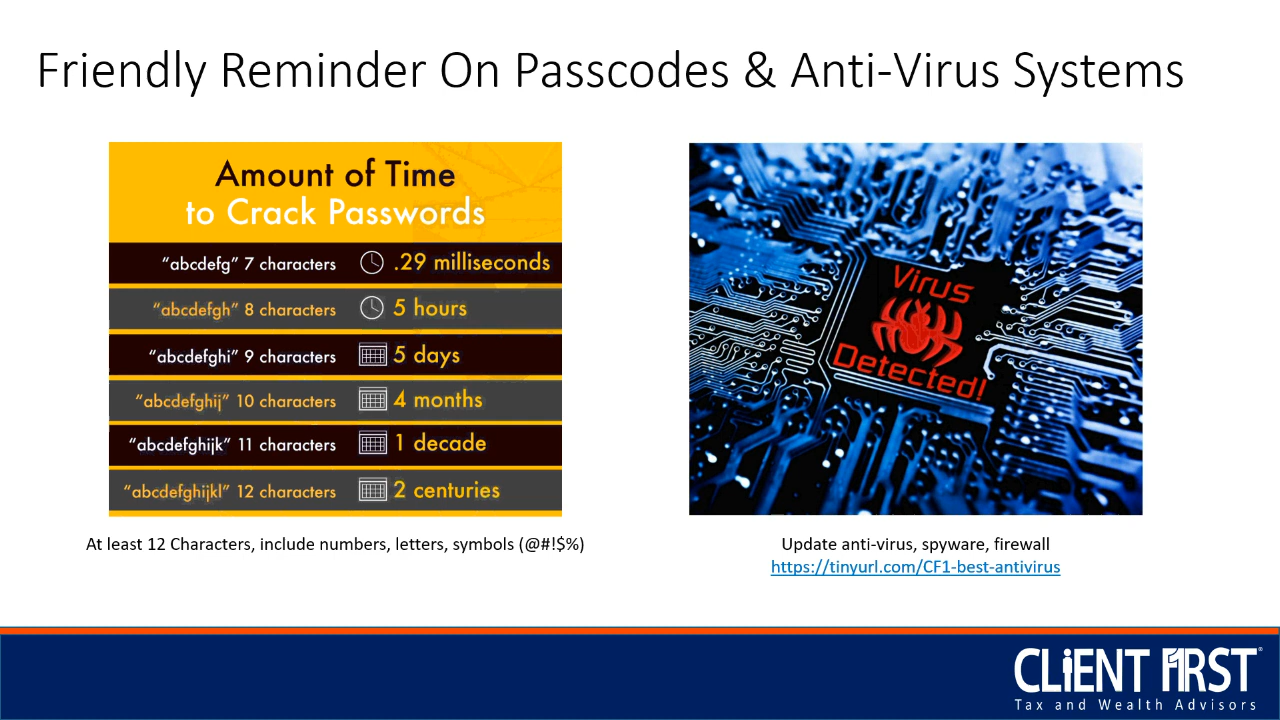 Friendly Reminder On Passcodes & Anti-Virus Systems
Amount of Time
to Crack Passwords
“abcdefg” 7 characters .29 milliseconds
“abcdefgh” 8 characters 5 hours
“abcdefghi” 9 characters 5 days
“abcdefghij” 10 characters 4 months
“abcdefghijk” 11 characters 1 decade
“abcdefghijkl” 12 characters 2 centuries
At least 12 Characters, include numbers, letters, symbols (@#!$%)
Virus
Detected!
Update anti-virus, spyware, firewall
https://tinyurl.com/CF1-best-antivirus
CLiENT FIRST®
Tax and Wealth Advisors